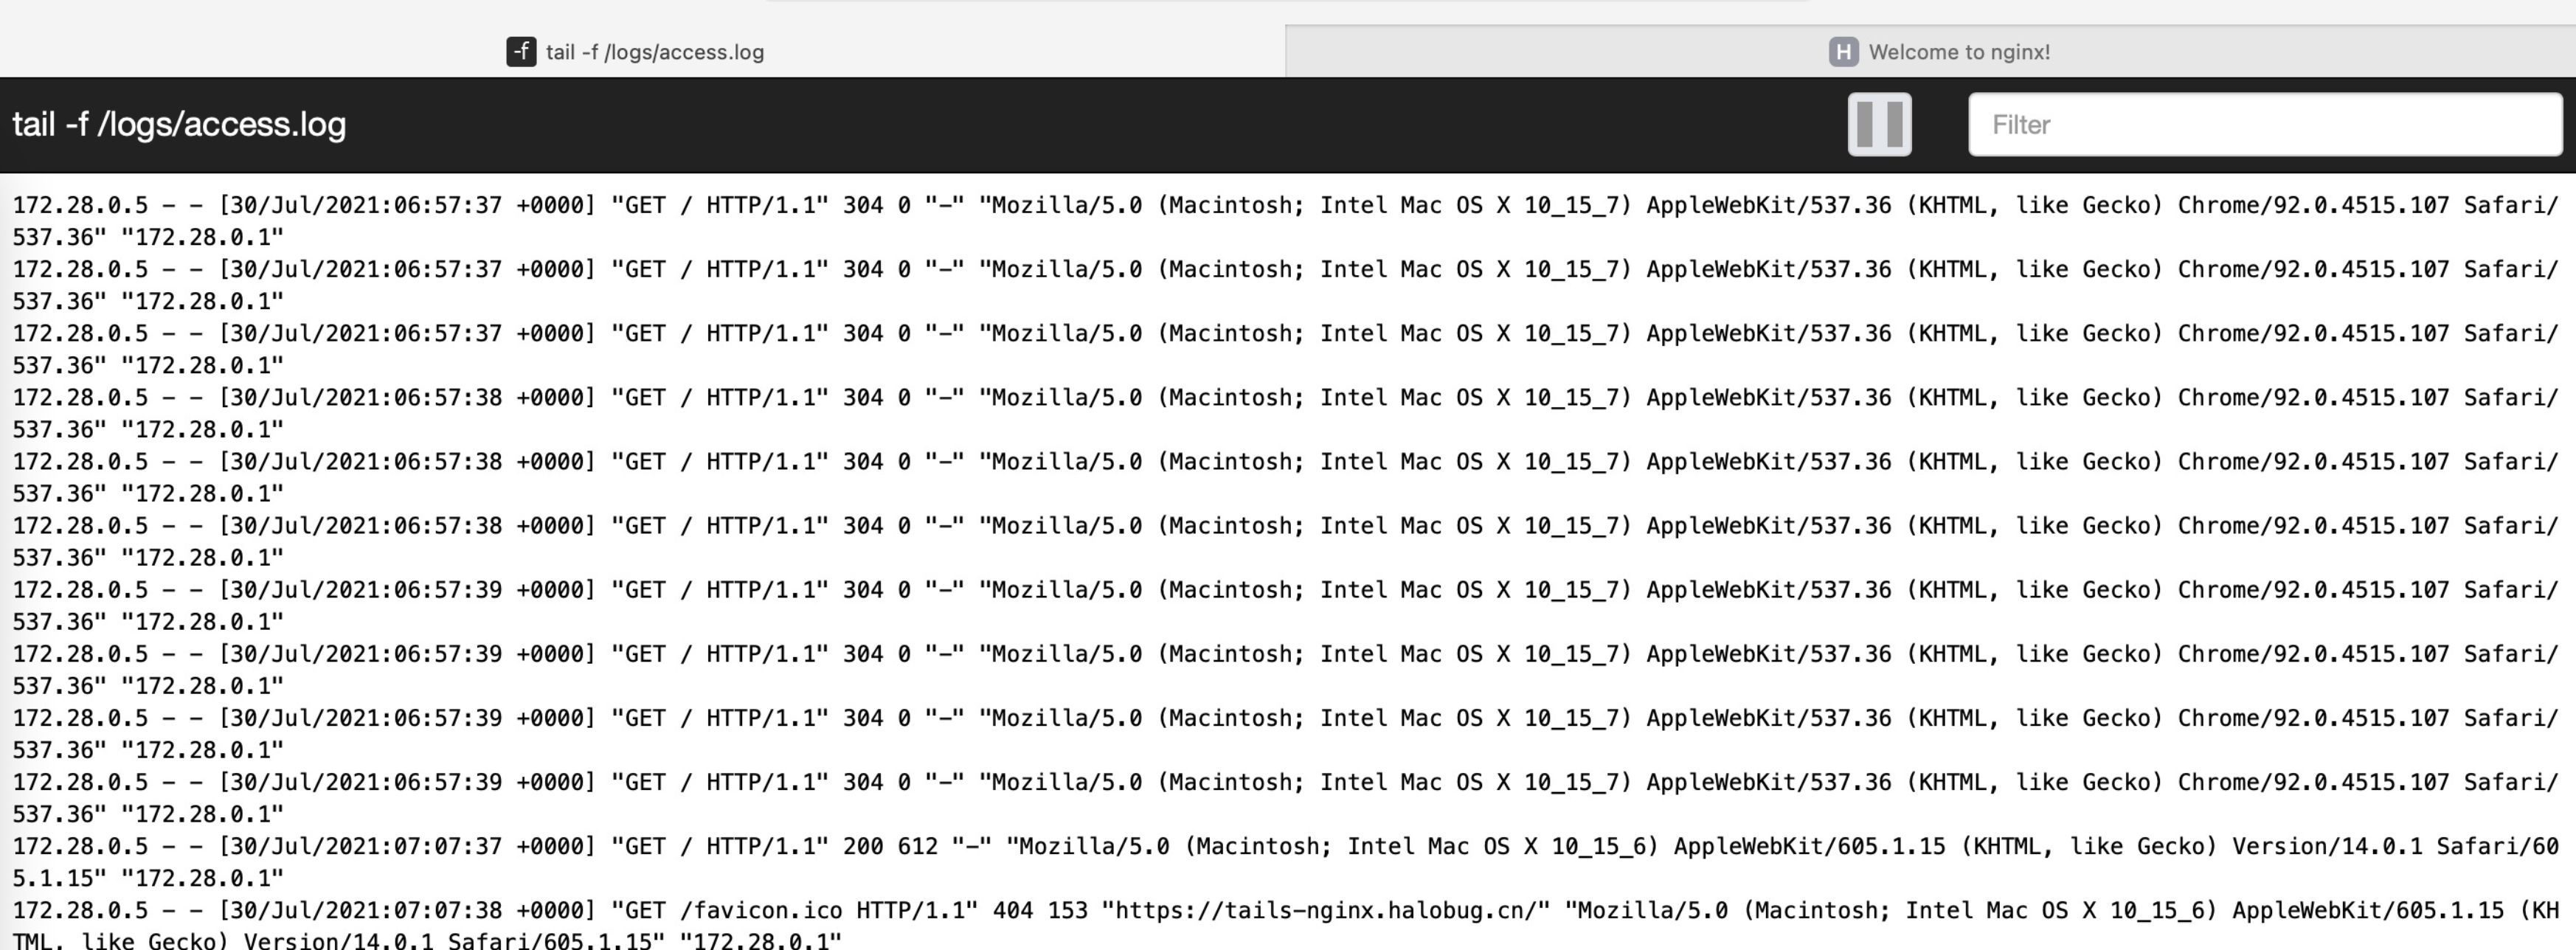 -f tail -f /logs/access.log
H Welcome to nginx!
tail -f /logs/access.log
Filter
172.28.0.5 - - [30/Jul/2021:06:57:37 +0000] "GET / HTTP/1.1" 304 0 "-" "Mozilla/5.0 (Macintosh; Intel Mac OS X 10_15_7) AppleWebKit/537.36 (KHTML, like Gecko) Chrome/92.0.4515.107 Safari/
537.36" "172.28.0.1"
172.28.0.5 - - [30/Jul/2021:06:57:37 +0000] "GET / HTTP/1.1" 304 0 "-" "Mozilla/5.0 (Macintosh; Intel Mac OS X 10_15_7) AppleWebKit/537.36 (KHTML, like Gecko) Chrome/92.0.4515.107 Safari/
537.36" "172.28.0.1"
172.28.0.5 - - [30/Jul/2021:06:57:37 +0000] "GET / HTTP/1.1" 304 0 "-" "Mozilla/5.0 (Macintosh; Intel Mac OS X 10_15_7) AppleWebKit/537.36 (KHTML, like Gecko) Chrome/92.0.4515.107 Safari/
537.36" "172.28.0.1"
172.28.0.5 - - [30/Jul/2021:06:57:38 +0000] "GET / HTTP/1.1" 304 0 "-" "Mozilla/5.0 (Macintosh; Intel Mac OS X 10_15_7) AppleWebKit/537.36 (KHTML, like Gecko) Chrome/92.0.4515.107 Safari/
537.36" "172.28.0.1"
172.28.0.5 - - [30/Jul/2021:06:57:38 +0000] "GET / HTTP/1.1" 304 0 "-" "Mozilla/5.0 (Macintosh; Intel Mac OS X 10_15_7) AppleWebKit/537.36 (KHTML, like Gecko) Chrome/92.0.4515.107 Safari/
537.36" "172.28.0.1"
172.28.0.5 - - [30/Jul/2021:06:57:38 +0000] "GET / HTTP/1.1" 304 0 "-" "Mozilla/5.0 (Macintosh; Intel Mac OS X 10_15_7) AppleWebKit/537.36 (KHTML, like Gecko) Chrome/92.0.4515.107 Safari/
537.36" "172.28.0.1"
172.28.0.5 - - [30/Jul/2021:06:57:39 +0000] "GET / HTTP/1.1" 304 0 "-" "Mozilla/5.0 (Macintosh; Intel Mac OS X 10_15_7) AppleWebKit/537.36 (KHTML, like Gecko) Chrome/92.0.4515.107 Safari/
537.36" "172.28.0.1"
172.28.0.5 - - [30/Jul/2021:06:57:39 +0000] "GET / HTTP/1.1" 304 0 "-" "Mozilla/5.0 (Macintosh; Intel Mac OS X 10_15_7) AppleWebKit/537.36 (KHTML, like Gecko) Chrome/92.0.4515.107 Safari/
537.36" "172.28.0.1"
172.28.0.5 - - [30/Jul/2021:06:57:39 +0000] "GET / HTTP/1.1" 304 0 "-" "Mozilla/5.0 (Macintosh; Intel Mac OS X 10_15_7) AppleWebKit/537.36 (KHTML, like Gecko) Chrome/92.0.4515.107 Safari/
537.36" "172.28.0.1"
172.28.0.5 - - [30/Jul/2021:06:57:39 +0000] "GET / HTTP/1.1" 304 0 "-" "Mozilla/5.0 (Macintosh; Intel Mac OS X 10_15_7) AppleWebKit/537.36 (KHTML, like Gecko) Chrome/92.0.4515.107 Safari/
537.36" "172.28.0.1"
172.28.0.5 - - [30/Jul/2021:07:07:37 +0000] "GET / HTTP/1.1" 200 612 "-" "Mozilla/5.0 (Macintosh; Intel Mac OS X 10_15_6) AppleWebKit/605.1.15 (KHTML, like Gecko) Version/14.0.1 Safari/60
5.1.15" "172.28.0.1"
172.28.0.5 - - [30/Jul/2021:07:07:38 +0000] "GET /favicon.ico HTTP/1.1" 404 153 "https://tails-nginx.halobug.cn/" "Mozilla/5.0 (Macintosh; Intel Mac OS X 10_15_6) AppleWebKit/605.1.15 (KH
TML, like Gecko) Version/14.0.1 Safari/605.1.15" "172.28.0.1"